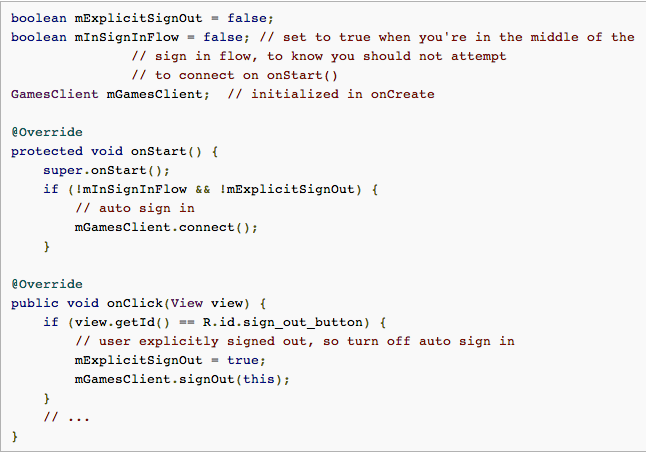 boolean mExplicitSignOut = false;
boolean mInSignInFlow = false; // set to true when you're in the middle of the
// sign in flow, to know you should not attempt
// to connect on onStart()
GamesClient mGamesClient;  // initialized in onCreate

@Override
protected void onStart() {
    super.onStart();
    if (!mInSignInFlow && !mExplicitSignOut) {
        // auto sign in
        mGamesClient.connect();
    }

@Override
public void onClick(View view) {
    if (view.getId() == R.id.sign_out_button) {
        // user explicitly signed out, so turn off auto sign in
        mExplicitSignOut = true;
        mGamesClient.signOut(this);
    }
    // ...
}